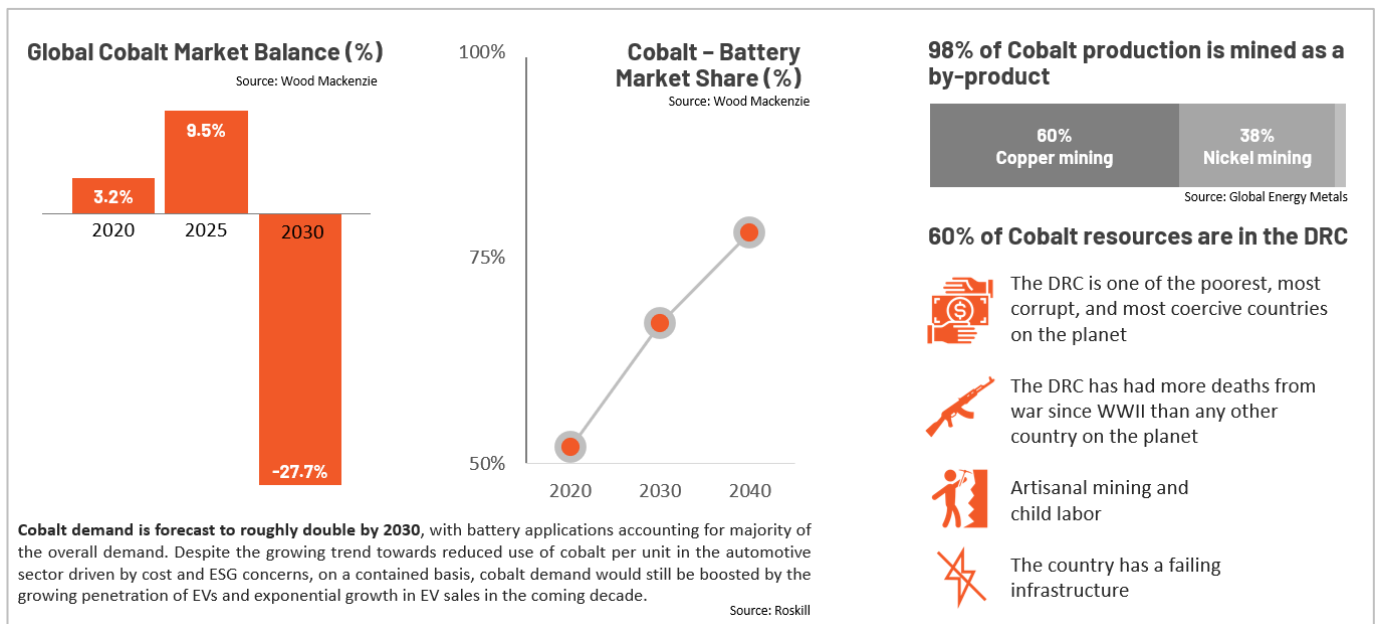 Global Cobalt Market Balance (%)
Source: Wood Mackenzie
9.5%
3.2%
2020
2025
2030
-27.7%
Cobalt – Battery
Market Share (%)
Source: Wood Mackenzie
100%
75%
50%
2020
2030
2040
Cobalt demand is forecast to roughly double by 2030, with battery applications accounting for majority of
the overall demand. Despite the growing trend towards reduced use of cobalt per unit in the automotive
sector driven by cost and ESG concerns, on a contained basis, cobalt demand would still be boosted by the
growing penetration of EVs and exponential growth in EV sales in the coming decade.
Source: Roskill
98% of Cobalt production is mined as a
by-product
60%
Copper mining
38%
Nickel mining
Source: Global Energy Metals
60% of Cobalt resources are in the DRC
$
The DRC is one of the poorest, most
corrupt, and most coercive countries
on the planet
The DRC has had more deaths from
war since WWII than any other
country on the planet
Artisanal mining and
child labor
The country has a failing
infrastructure